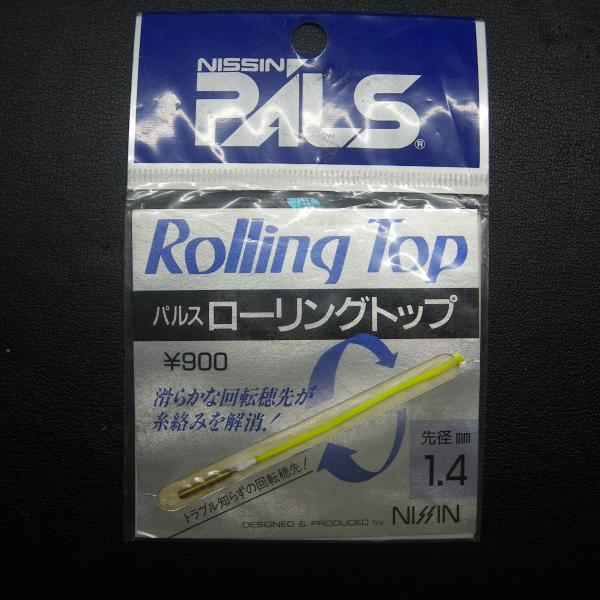 NISSIN
PALS®
Rolling Top
パルス ローリングトップ
¥900
滑らかな回転穂先が
糸絡みを解消!
先径 mm
1.4
トラブル知らずの回転穂先!
DESIGNED & PRODUCED by NISSIN